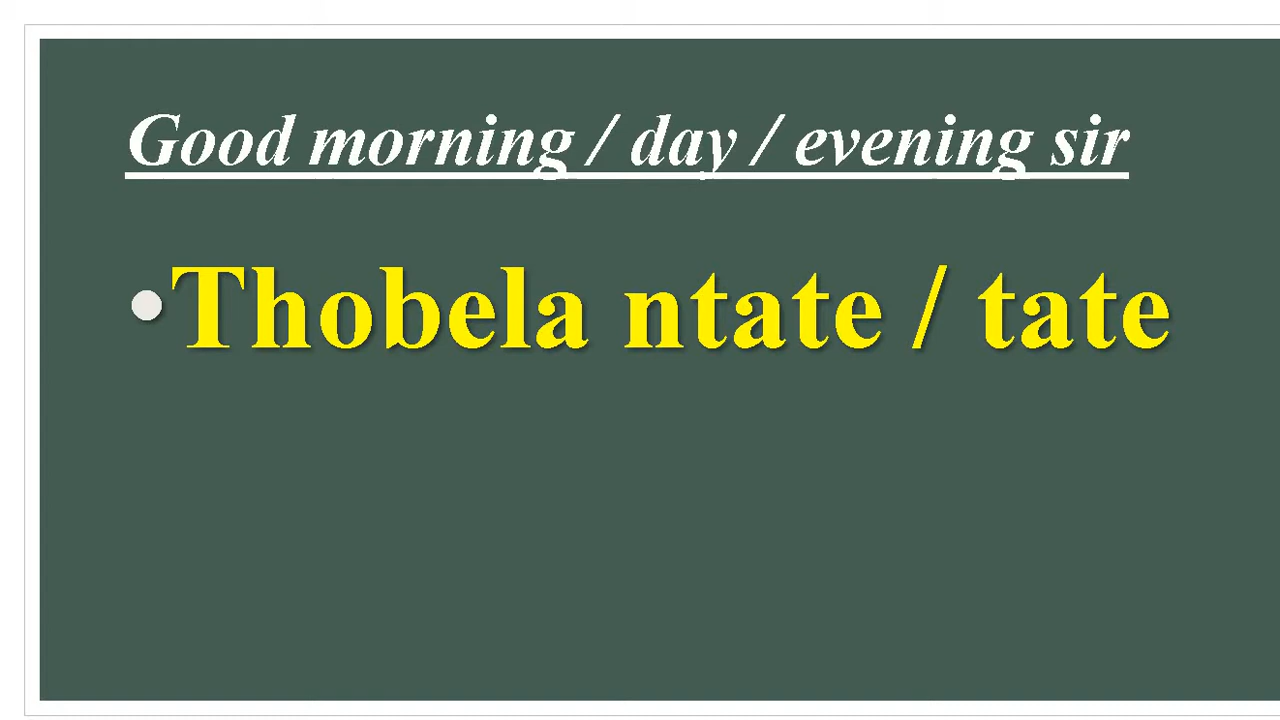 Good morning / day / evening sir
•Thobela ntate / tate